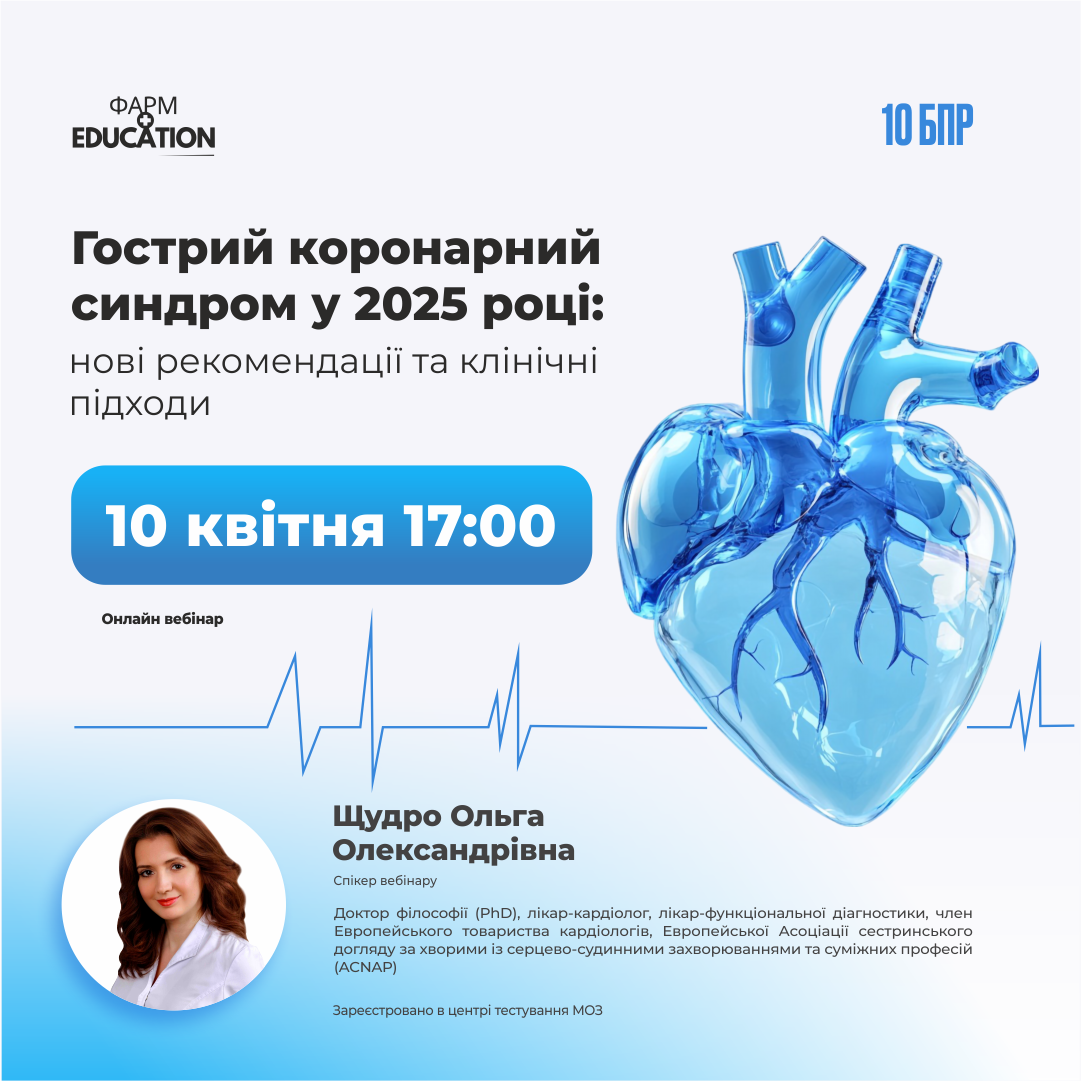 ФАРМ
EDUCATION
10 БПР
Гострий коронарний
синдром у 2025 році:
нові рекомендації та клінічні
підходи
10 квітня 17:00
Онлайн вебінар
Щудро Ольга
Олександрівна
Спікер вебінару
Доктор філософії (PhD), лікар-кардіолог, лікар-функціональної діагностики, член
Європейського товариства кардіологів, Європейської Асоціації сестринського
догляду за хворими із серцево-судинними захворюваннями та суміжних професій
(ACNAP)
Зареєстровано в центрі тестування МОЗ